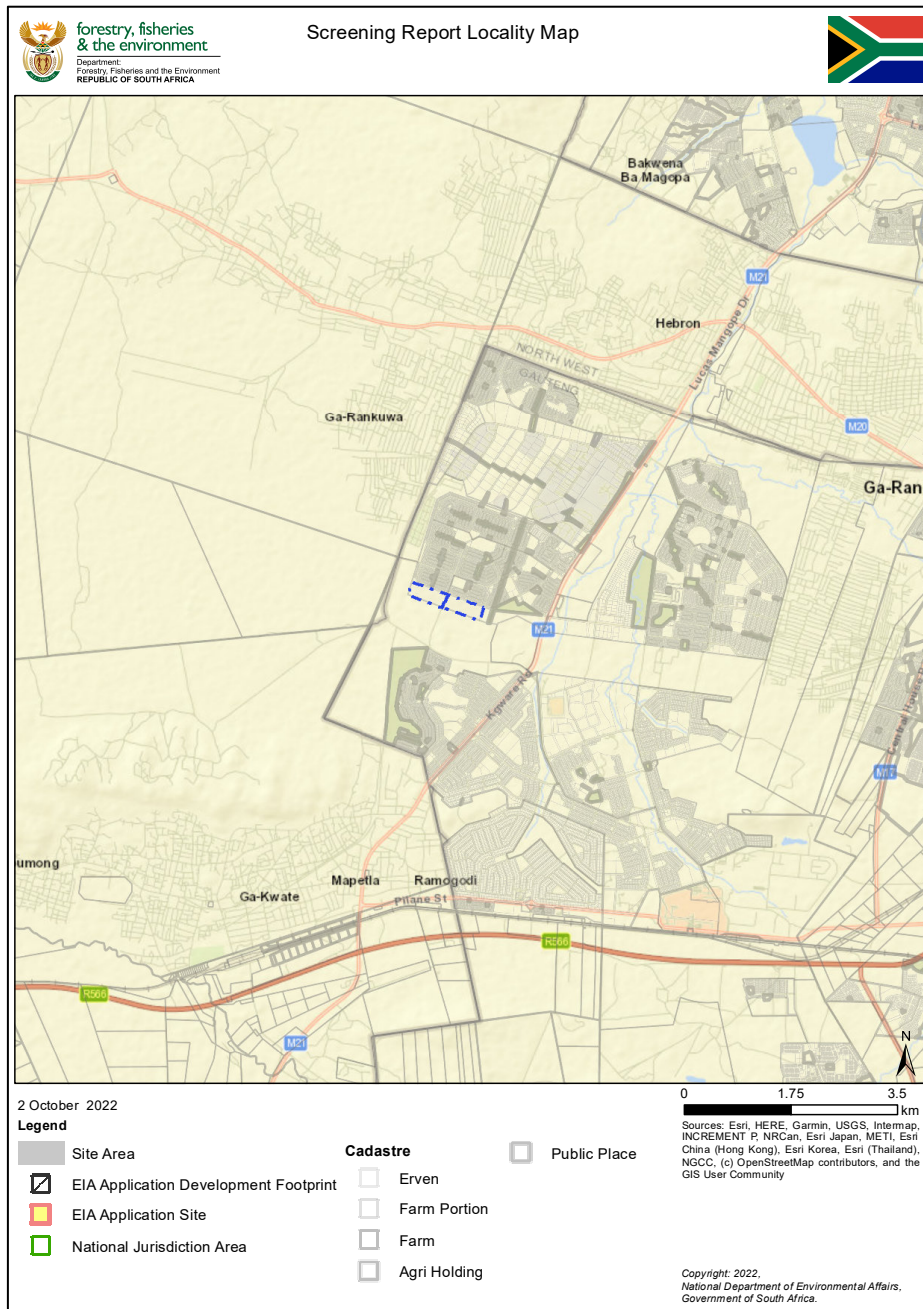 forestry, fisheries
& the environment
Department:
Forestry, Fisheries and the Environment
REPUBLIC OF SOUTH AFRICA
Screening Report Locality Map
Bakwena
Ba Magopa
M21
Hebron
Lucas Mangope Dr
NORTH WEST
GAUTENG
Ga-Rankuwa
M20
Ga-Ran
M21
Kgware Rd
M17
umong
Mapetla
Ramogodi
Ga-Kwate
Pitane St
R566
R566
M21
N
2 October 2022
0 1.75 3.5
km
Legend
Site Area
EIA Application Development Footprint
EIA Application Site
National Jurisdiction Area
Cadastre
Erven
Farm Portion
Farm
Agri Holding
Public Place
Sources: Esri, HERE, Garmin, USGS, Intermap,
INCREMENT P, NRCan, Esri Japan, METI, Esri
China (Hong Kong), Esri Korea, Esri (Thailand),
NGCC, (c) OpenStreetMap contributors, and the
GIS User Community
Copyright: 2022,
National Department of Environmental Affairs,
Government of South Africa.